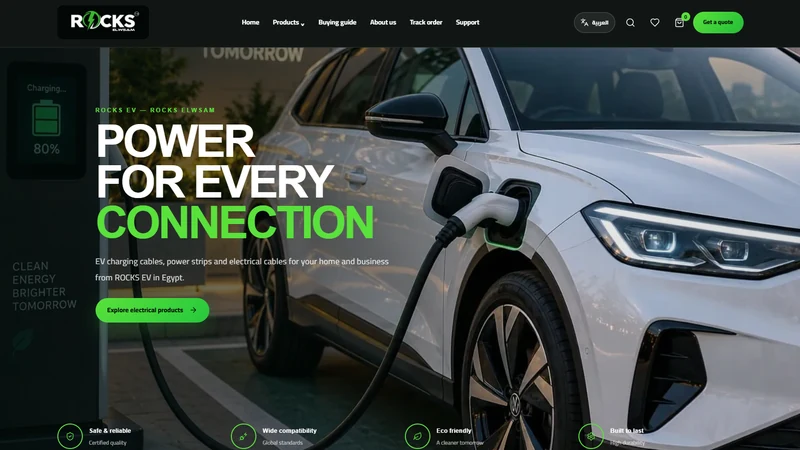 ROCKS
ELWSAM
Home
Products
Buying guide
About us
Track order
Support
العربية
0
Get a quote
TOMORROW
Charging...
80%
ROCKS EV — ROCKS ELWSAM
POWER
FOR EVERY
CONNECTION
EV charging cables, power strips and electrical cables for your home and business
from ROCKS EV in Egypt.
Explore electrical products
CLEAN
ENERGY
BRIGHTER
TOMORROW
Safe & reliable
Certified quality
Wide compatibility
Global standards
Eco friendly
A cleaner tomorrow
Built to last
High durability